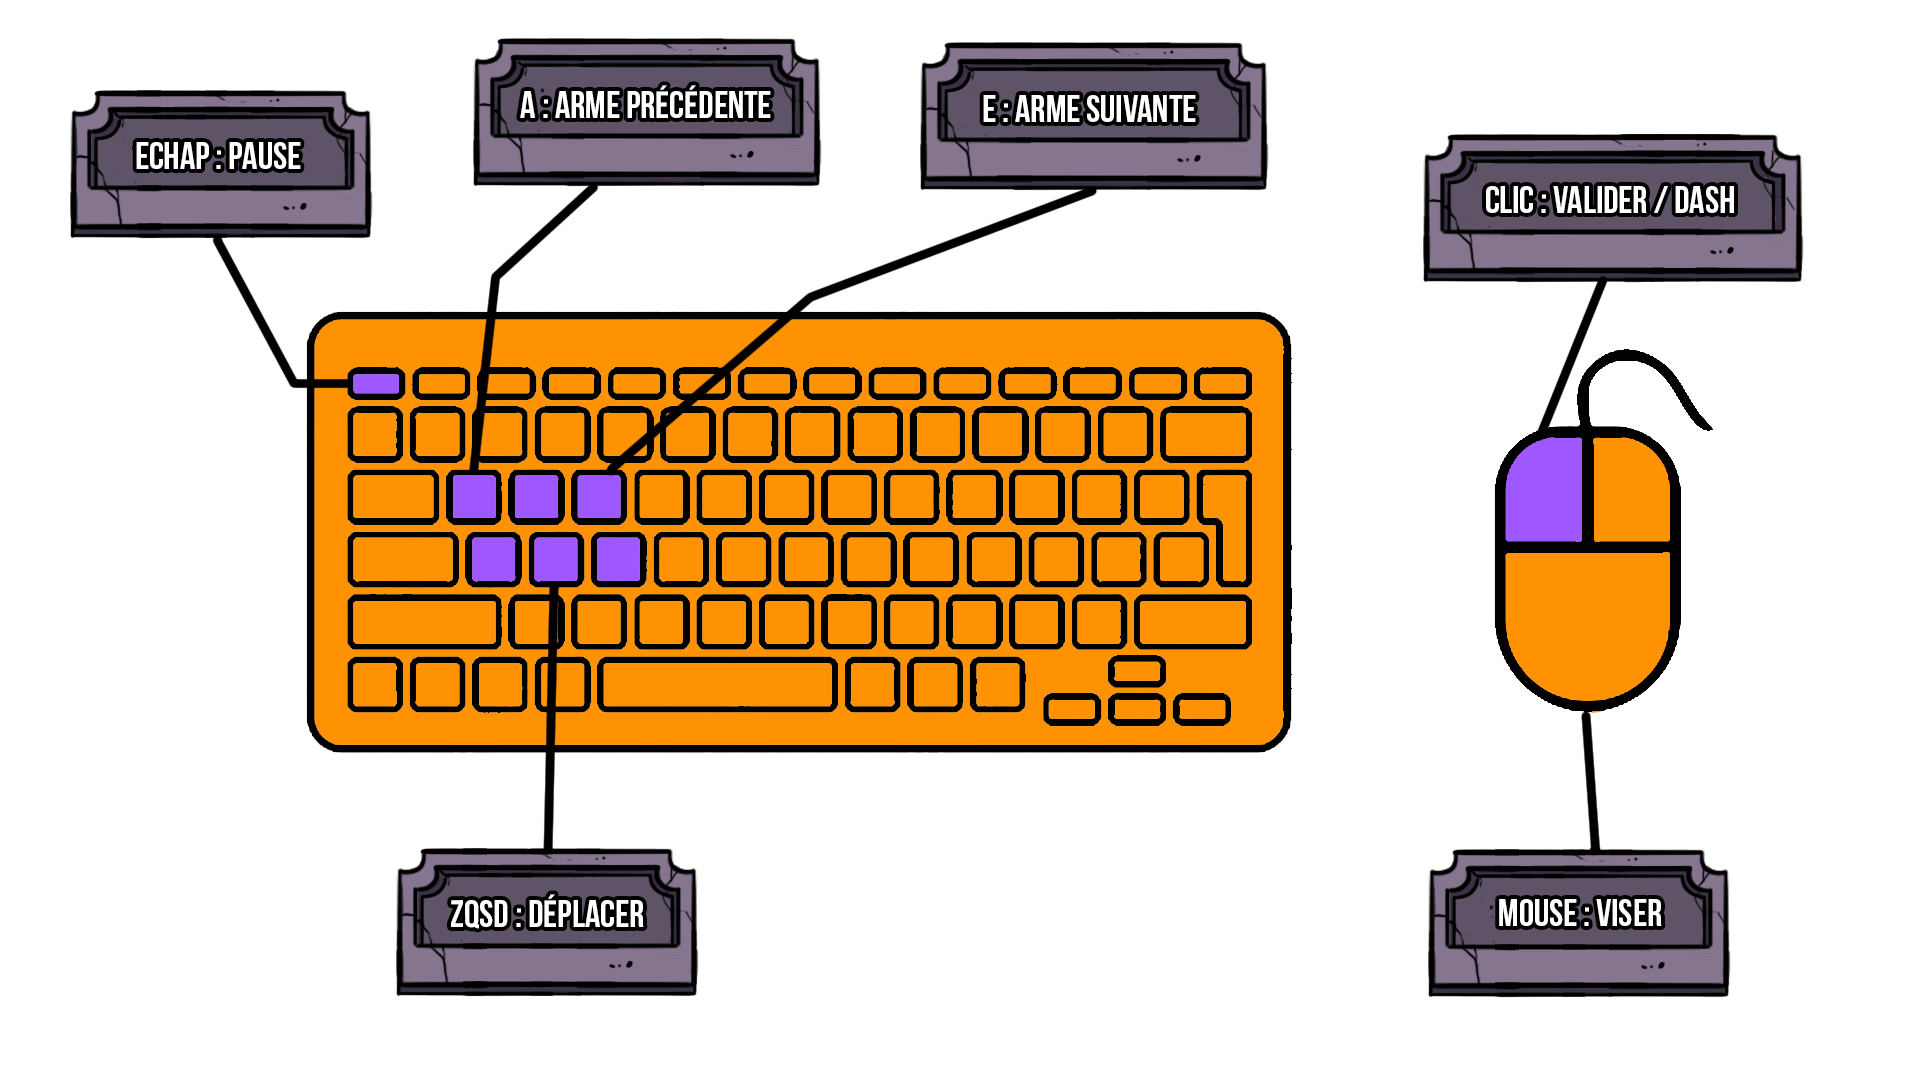 ECHAP : PAUSE
A : ARME PRÉCÉDENTE
E : ARME SUIVANTE
CLIC : VALIDER / DASH
ZQSD : DÉPLACER
MOUSE : VISER